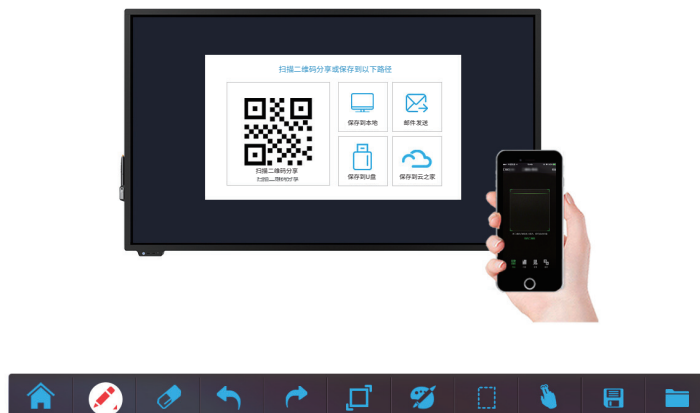 扫描二维码分享或保存到以下路径
扫描二维码分享
保存到本地
邮件发送
保存到U盘
保存到云之家